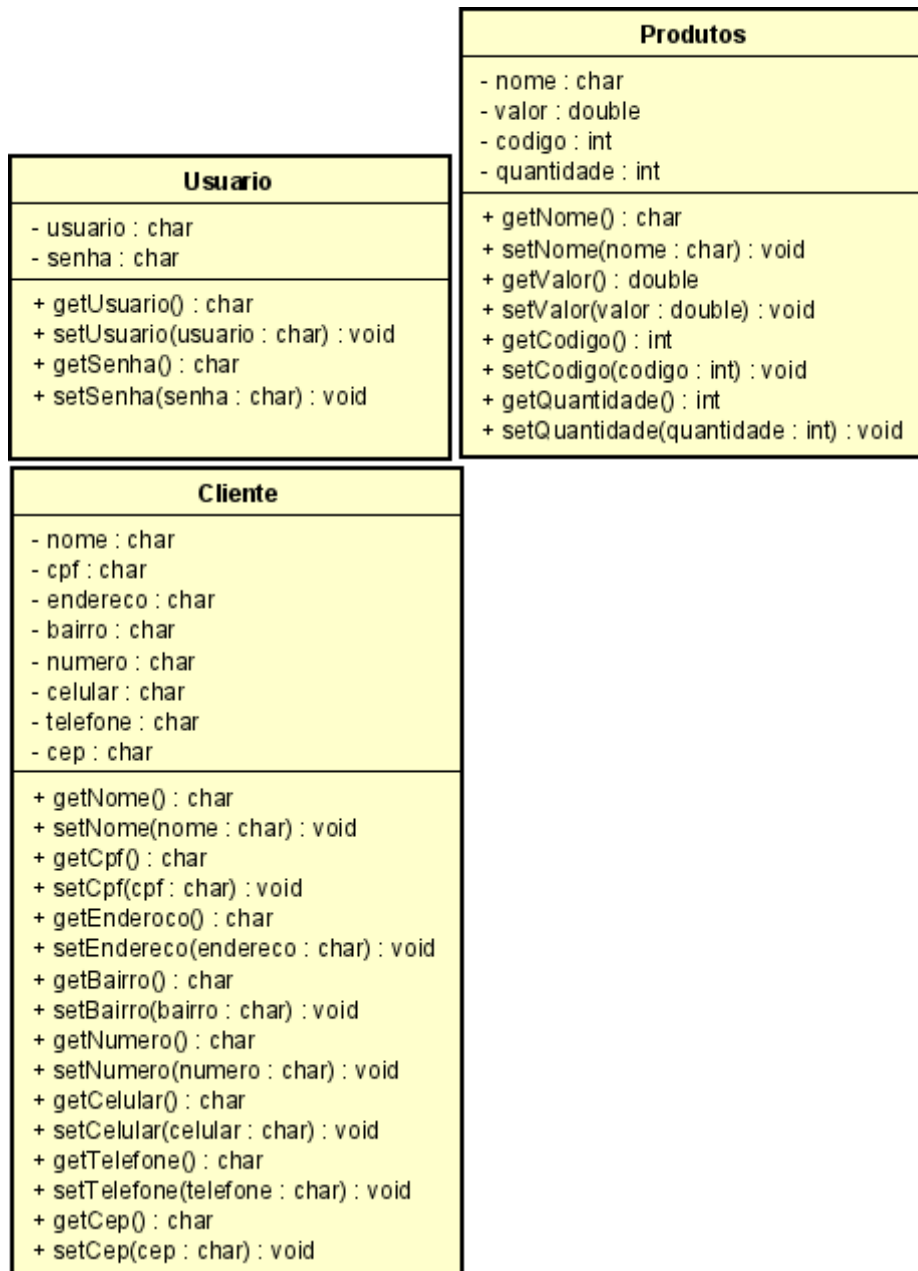 Usuario
- usuario : char
- senha : char
+ getUsuario() : char
+ setUsuario(usuario : char) : void
+ getSenha() : char
+ setSenha(senha : char) : void
Produtos
- nome : char
- valor : double
- codigo : int
- quantidade : int
+ getNome() : char
+ setNome(nome : char) : void
+ getValor() : double
+ setValor(valor : double) : void
+ getCodigo() : int
+ setCodigo(codigo : int) : void
+ getQuantidade() : int
+ setQuantidade(quantidade : int) : void
Cliente
- nome : char
- cpf : char
- endereco : char
- bairro : char
- numero : char
- celular : char
- telefone : char
- cep : char
+ getNome() : char
+ setNome(nome : char) : void
+ getCpf() : char
+ setCpf(cpf : char) : void
+ getEnderoco() : char
+ setEndereco(endereco : char) : void
+ getBairro() : char
+ setBairro(bairro : char) : void
+ getNumero() : char
+ setNumero(numero : char) : void
+ getCelular() : char
+ setCelular(celular : char) : void
+ getTelefone() : char
+ setTelefone(telefone : char) : void
+ getCep() : char
+ setCep(cep : char) : void